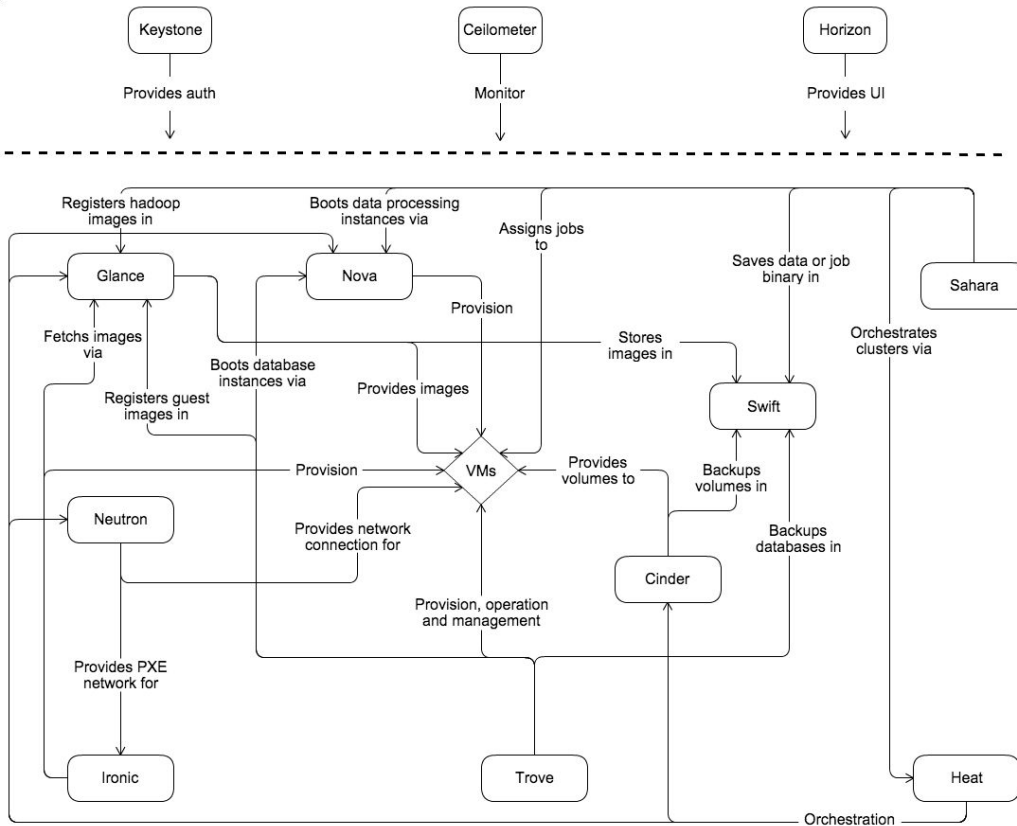 Keystone
Ceilometer
Horizon
Provides auth
Monitor
Provides UI
Registers hadoop
images in
Boots data processing
instances via
Assigns jobs
to
Saves data or job
binary in
Glance
Nova
Sahara
Provision
Fetchs images
via
Boots database
instances via
Stores
images in
Orchestrates
clusters via
Registers guest
images in
Provides images
Swift
Provision
VMs
Provides
volumes to
Backups
volumes in
Neutron
Provides network
connection for
Backups
databases in
Cinder
Provision, operation
and management
Provides PXE
network for
Ironic
Trove
Heat
Orchestration